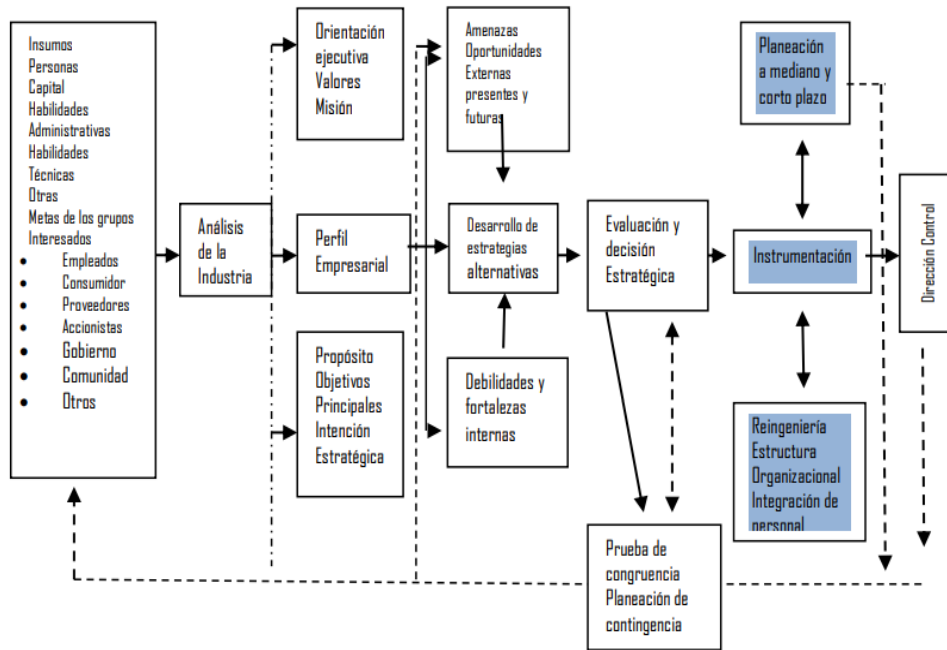 Insumos
Personas
Capital
Habilidades
Administrativas
Habilidades
Técnicas
Otras
Metas de los grupos
Interesados
• Empleados
• Consumidor
• Proveedores
• Accionistas
• Gobierno
• Comunidad
• Otros
Análisis
de la
Industria
Orientación
ejecutiva
Valores
Misión
Perfil
Empresarial
Propósito
Objetivos
Principales
Intención
Estratégica
Amenazas
Oportunidades
Externas
presentes y
futuras
Desarrollo de
estrategias
alternativas
Debilidades y
fortalezas
internas
Evaluación y
decisión
Estratégica
Prueba de
congruencia
Planeación de
contingencia
Planeación
a mediano y
corto plazo
Instrumentación
Reingeniería
Estructura
Organizacional
Integración de
personal
Dirección Control